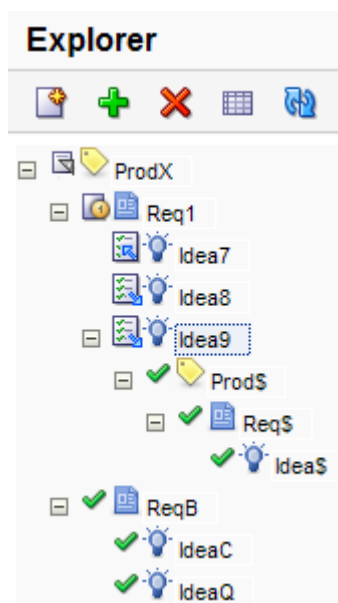 Explorer
ProdX
Req1
Idea7
Idea8
Idea9
Prod$
Req$
Idea$
ReqB
IdeaC
IdeaQ